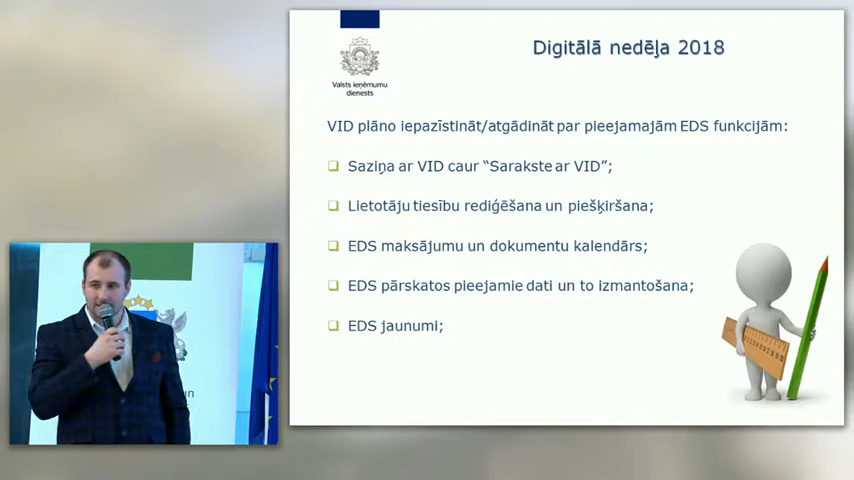 Digitālā nedēļa 2018
Valsts ieņēmumu
dienests
VID plāno iepazīstināt/atgādināt par pieejamajām EDS funkcijām:
Saziņa ar VID caur “Sarakste ar VID”;
Lietotāju tiesību rediģēšana un piešķiršana;
EDS maksājumu un dokumentu kalendārs;
EDS pārskatos pieejamie dati un to izmantošana;
EDS jaunumi;